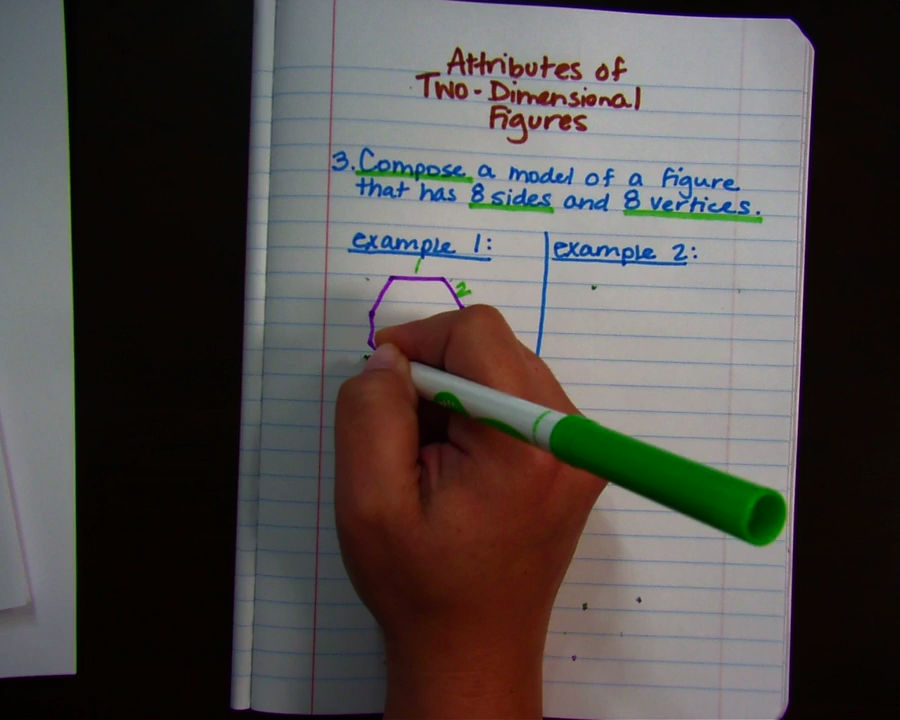 Attributes of
Two-Dimensional
Figures
3. Compose a model of a figure
that has 8 sides and 8 vertices.
example 1:
example 2:
1
2